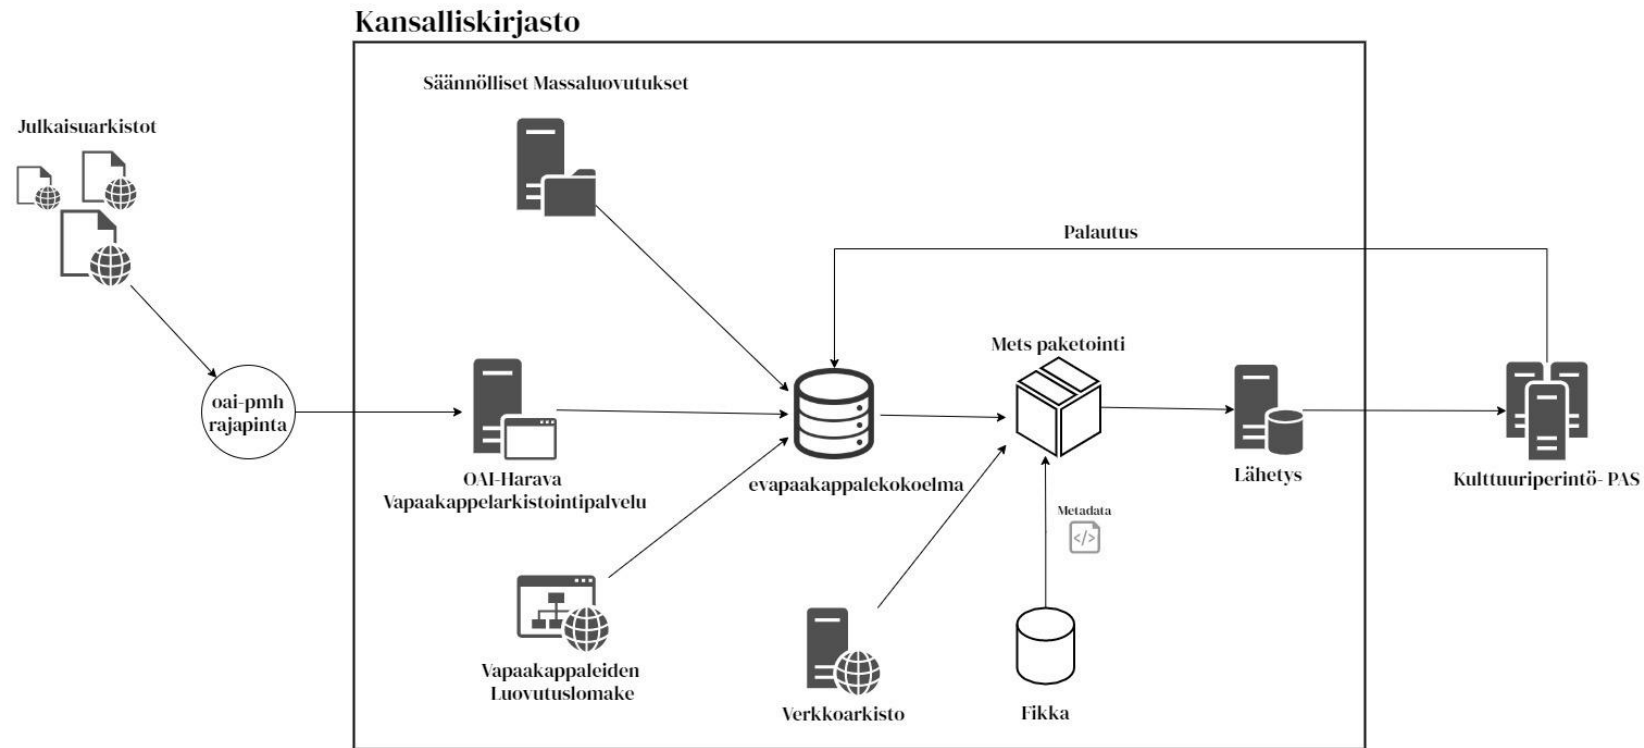 Kansalliskirjasto
Säännölliset Massaluovutukset
Julkaisuarkistot
Palautus
Mets paketointi
oai-pmh
rajapinta
OAI-Harava
Vapaakappelarkistointipalvelu
evapaakappalekokoelma
Lähetys
Kulttuuriperintö- PAS
Metadata
</>
Vapaakappaleiden
Luovutuslomake
Verkkoarkisto
Fikka